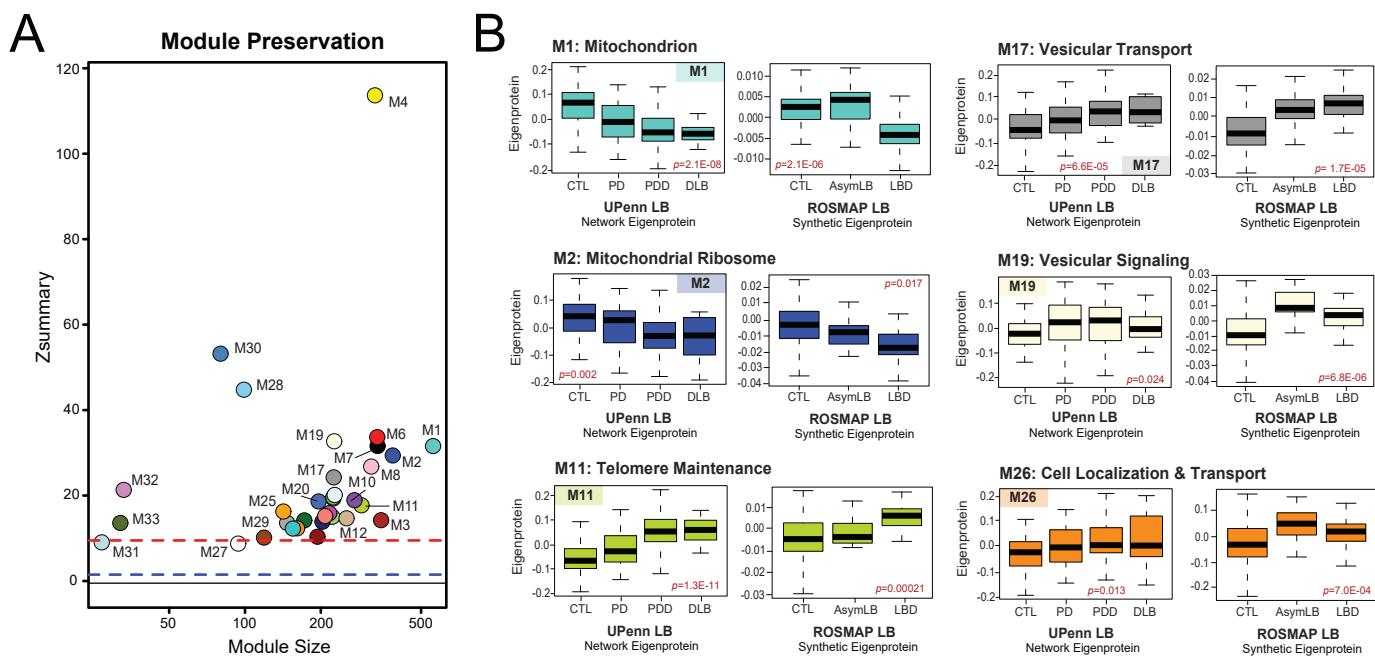 A
Module Preservation
Zsummary
120
100
80
60
40
20
0
M4
M30
M28
M19
M6
M1
M7
M2
M17
M8
M32
M20
M10
M25
M11
M33
M29
M3
M12
M31
M27
50
100
200
500
Module Size
B
M1: Mitochondrion
Eigenprotein
0.2
0.1
0.0
-0.1
-0.2
M1
p=2.1E-08
CTL PD PDD DLB
UPenn LB
Network Eigenprotein
0.010
0.005
0.000
-0.005
-0.010
p=2.1E-06
CTL AsymLB LBD
ROSMAP LB
Synthetic Eigenprotein
M17: Vesicular Transport
Eigenprotein
0.2
0.1
0.0
-0.1
-0.2
p=6.6E-05
M17
CTL PD PDD DLB
UPenn LB
Network Eigenprotein
0.02
0.01
0.00
-0.01
-0.02
-0.03
p= 1.7E-05
CTL AsymLB LBD
ROSMAP LB
Synthetic Eigenprotein
M2: Mitochondrial Ribosome
Eigenprotein
0.1
0.0
-0.1
-0.2
M2
p=0.002
CTL PD PDD DLB
UPenn LB
Network Eigenprotein
0.02
0.01
0.00
-0.01
-0.02
-0.03
-0.04
p=0.017
CTL AsymLB LBD
ROSMAP LB
Synthetic Eigenprotein
M19: Vesicular Signaling
Eigenprotein
0.1
0.0
-0.1
-0.2
M19
p=0.024
CTL PD PDD DLB
UPenn LB
Network Eigenprotein
0.03
0.02
0.01
0.00
-0.01
-0.02
-0.03
-0.04
p=6.8E-06
CTL AsymLB LBD
ROSMAP LB
Synthetic Eigenprotein
M11: Telomere Maintenance
Eigenprotein
0.2
0.1
0.0
-0.1
-0.2
M11
p=1.3E-11
CTL PD PDD DLB
UPenn LB
Network Eigenprotein
0.01
0.00
-0.01
-0.02
-0.03
p=0.00021
CTL AsymLB LBD
ROSMAP LB
Synthetic Eigenprotein
M26: Cell Localization & Transport
Eigenprotein
0.2
0.1
0.0
-0.1
-0.2
M26
p=0.013
CTL PD PDD DLB
UPenn LB
Network Eigenprotein
0.2
0.1
0.0
-0.1
-0.2
p=7.0E-04
CTL AsymLB LBD
ROSMAP LB
Synthetic Eigenprotein